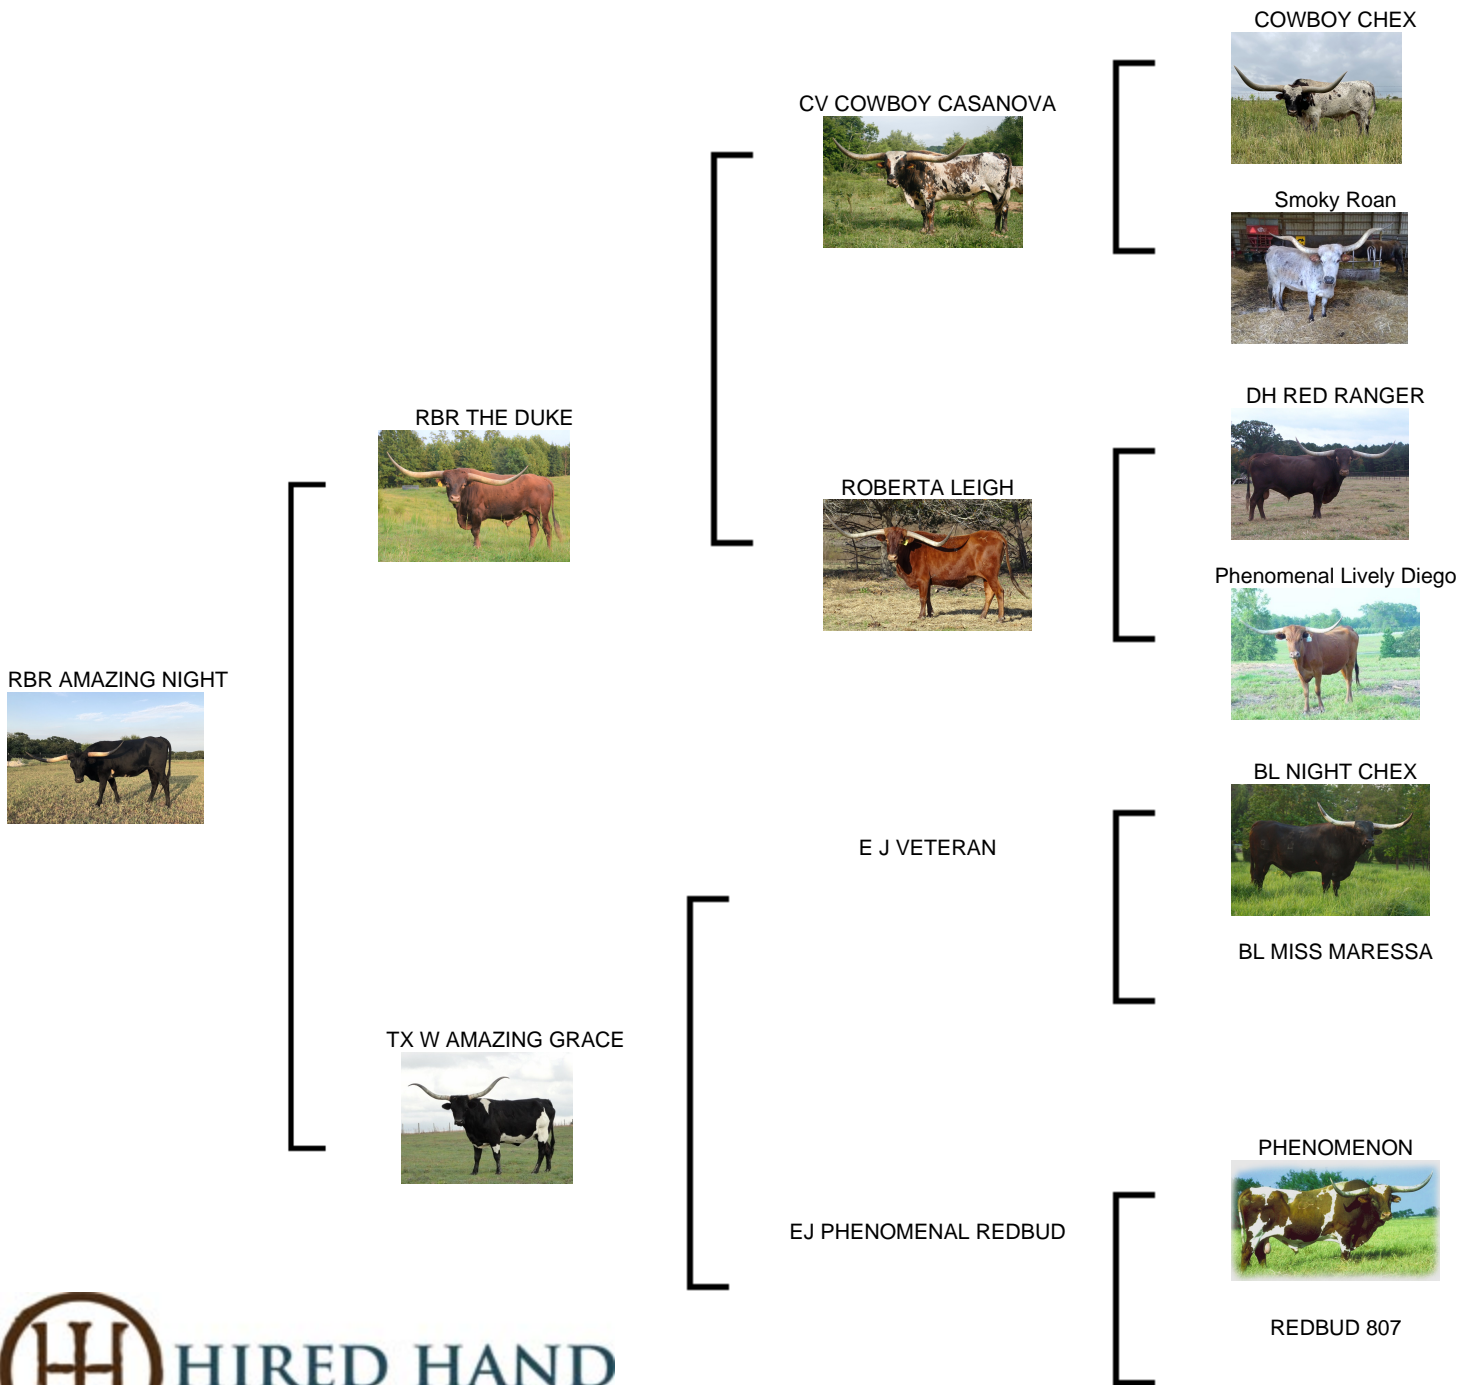 COWBOY CHEX
CV COWBOY CASANOVA
Smoky Roan
DH RED RANGER
RBR THE DUKE
ROBERTA LEIGH
Phenomenal Lively Diego
RBR AMAZING NIGHT
BL NIGHT CHEX
E J VETERAN
BL MISS MARESSA
TX W AMAZING GRACE
PHENOMENON
EJ PHENOMENAL REDBUD
REDBUD 807
HIRED HAND